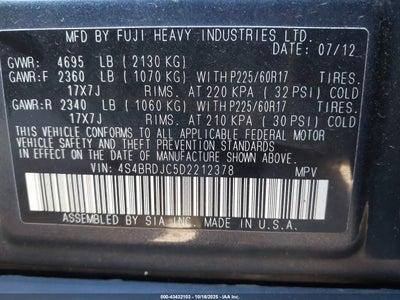 MFD BY FUJI HEAVY INDUSTRIES LTD.
DATE: 07/12
GVWR: 4695 LB (2130 KG)
GAWR:F 2360 LB (1070 KG) WITH P225/60R17 TIRES.
17X7J RIMS. AT 220 KPA (32 PSI) COLD
GAWR:R 2340 LB (1060 KG) WITH P225/60R17 TIRES.
17X7J RIMS. AT 210 KPA (30 PSI) COLD
THIS VEHICLE CONFORMS TO ALL APPLICABLE FEDERAL MOTOR
VEHICLE SAFETY STANDARDS IN EFFECT ON THE DATE OF
MANUFACTURE SHOWN ABOVE.
VIN: 4S4BRDJC5D2212378 MPV
ASSEMBLED BY SIA INC. MADE IN U.S.A.
000-43432103 - 10/18/2025 - IAA Inc.